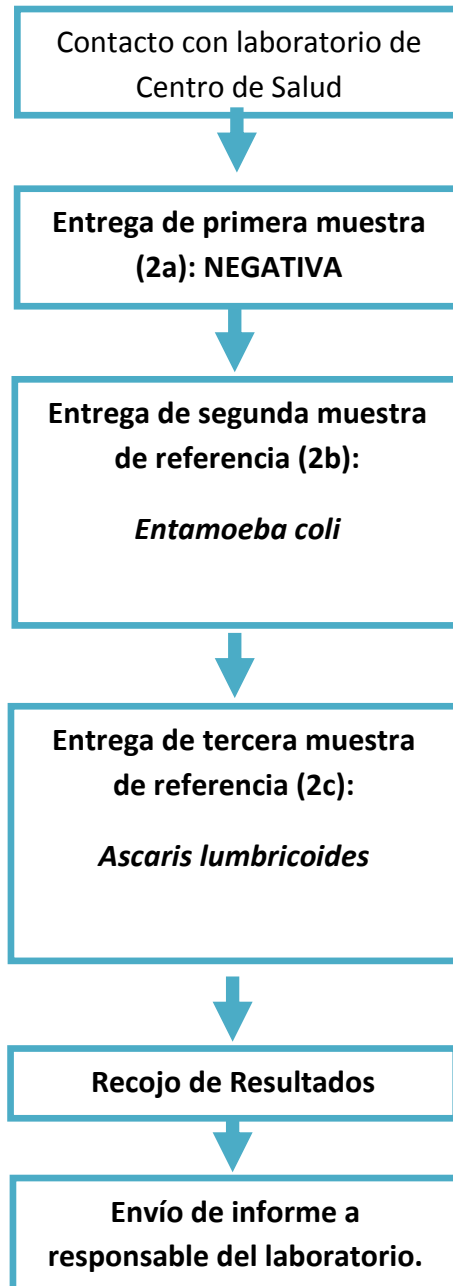 Contacto con laboratorio de
Centro de Salud
Entrega de primera muestra
(2a): NEGATIVA
Entrega de segunda muestra
de referencia (2b):
Entamoeba coli
Entrega de tercera muestra
de referencia (2c):
Ascaris lumbricoides
Recojo de Resultados
Envío de informe a
responsable del laboratorio.